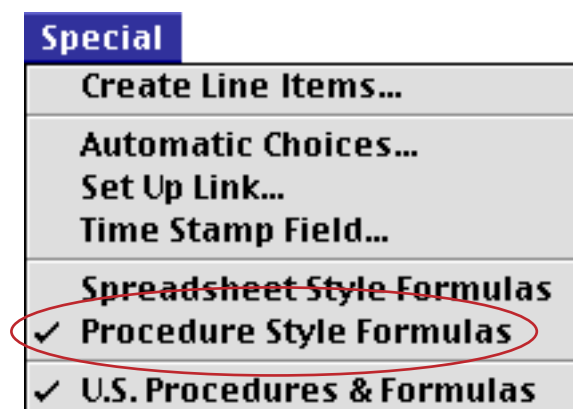 Special
Create Line Items...
Automatic Choices...
Set Up Link...
Time Stamp Field...
Spreadsheet Style Formulas
✓ Procedure Style Formulas
✓ U.S. Procedures & Formulas